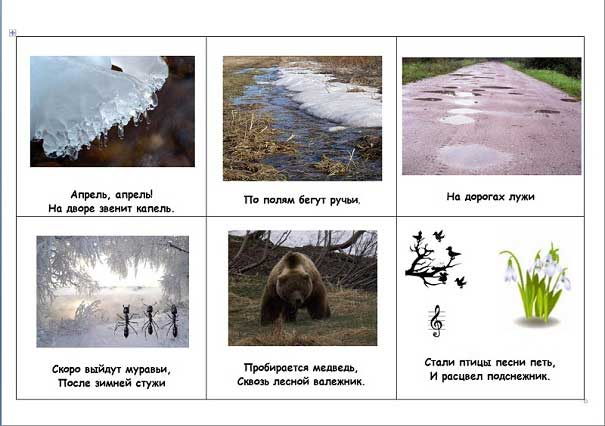 Апрель, апрель!
На дворе звенит капель.
По полям бегут ручьи,
На дорогах лужи
Скоро выйдут муравьи,
После зимней стужи
Пробирается медведь,
Сквозь лесной валежник.
Стали птицы песни петь,
И расцвел подснежник.